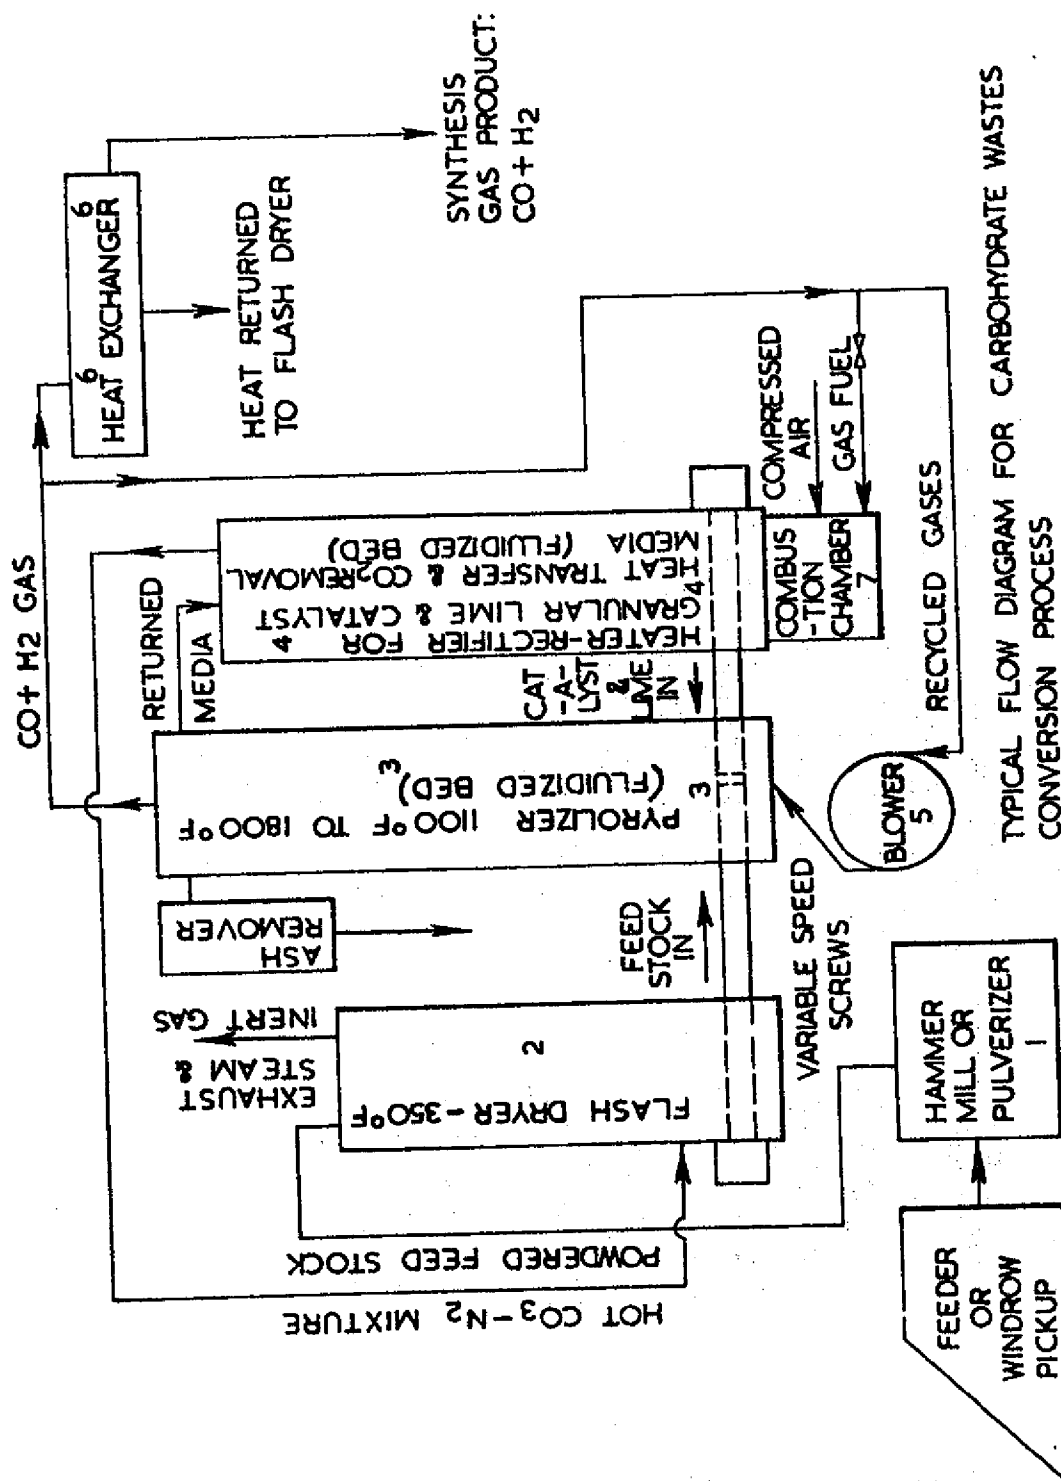 CO + H2 GAS
HEAT EXCHANGER
6
6
SYNTHESIS
GAS PRODUCT:
CO + H2
HEAT RETURNED
TO FLASH DRYER
RETURNED
MEDIA
HEATER-RECTIFIER FOR 4
GRANULAR LIME & CATALYST
HEAT TRANSFER & CO2 REMOVAL 4
MEDIA (FLUIDIZED BED)
CAT
-A-
LYST
&
LIME
IN
COMBUS
-TION
CHAMBER
7
COMPRESSED
AIR
GAS FUEL
RECYCLED GASES
PYROLIZER 1100°F TO 1800°F
(FLUIDIZED BED) 3
3
ASH
REMOVER
FEED
STOCK
IN
BLOWER
5
VARIABLE SPEED
SCREWS
EXHAUST
STEAM &
INERT GAS
FLASH DRYER - 350°F
2
HAMMER
MILL OR
PULVERIZER
1
POWDERED FEED STOCK
HOT CO3-N2 MIXTURE
FEEDER
OR
WINDROW
PICKUP
TYPICAL FLOW DIAGRAM FOR CARBOHYDRATE WASTES
CONVERSION PROCESS